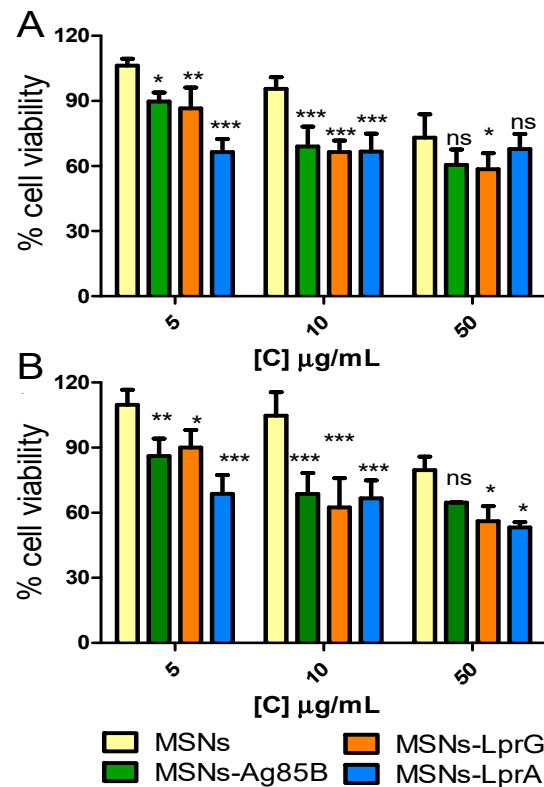 A
120
90
60
30
0
% cell viability
* ** ***
*** *** ***
ns * ns
5 10 50
[C] μg/mL
B
120
90
60
30
0
% cell viability
** * ***
*** *** ***
ns * *
5 10 50
[C] μg/mL
MSNs MSNs-LprG
MSNs-Ag85B MSNs-LprA